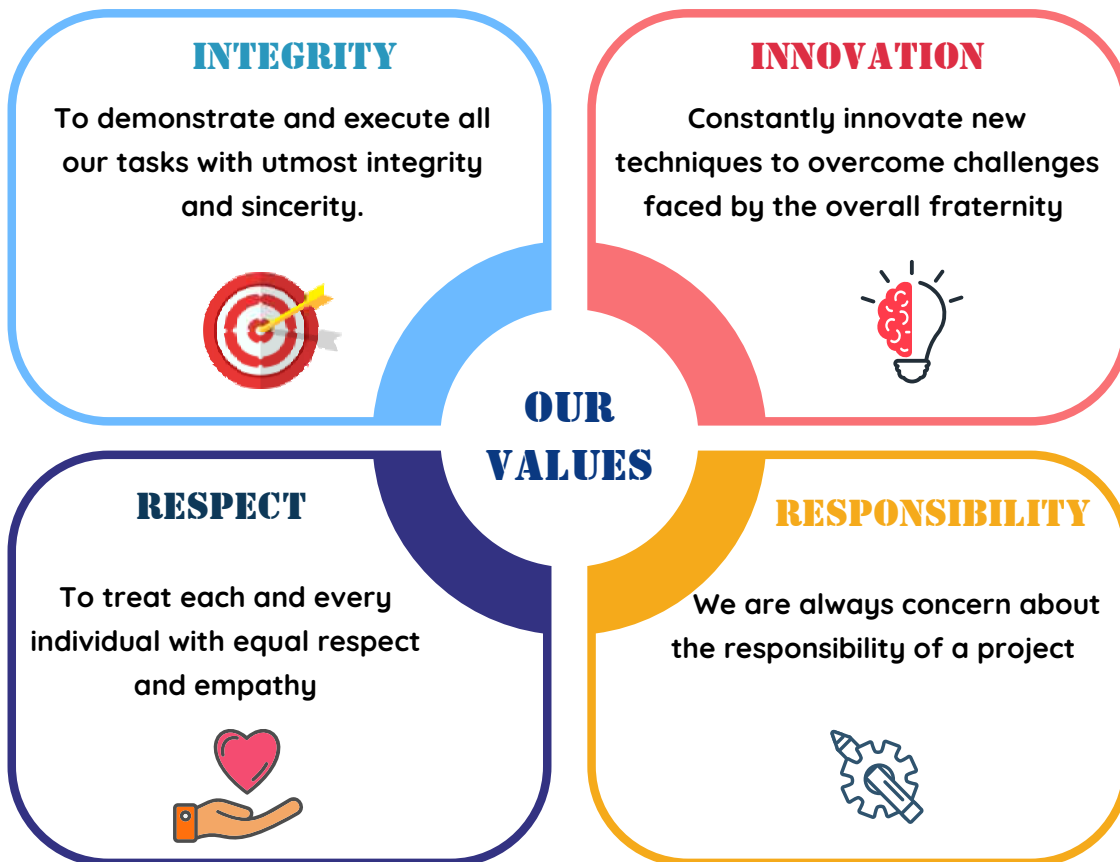 INTEGRITY
To demonstrate and execute all
our tasks with utmost integrity
and sincerity.
INNOVATION
Constantly innovate new
techniques to overcome challenges
faced by the overall fraternity
OUR
VALUES
RESPECT
To treat each and every
individual with equal respect
and empathy
RESPONSIBILITY
We are always concern about
the responsibility of a project